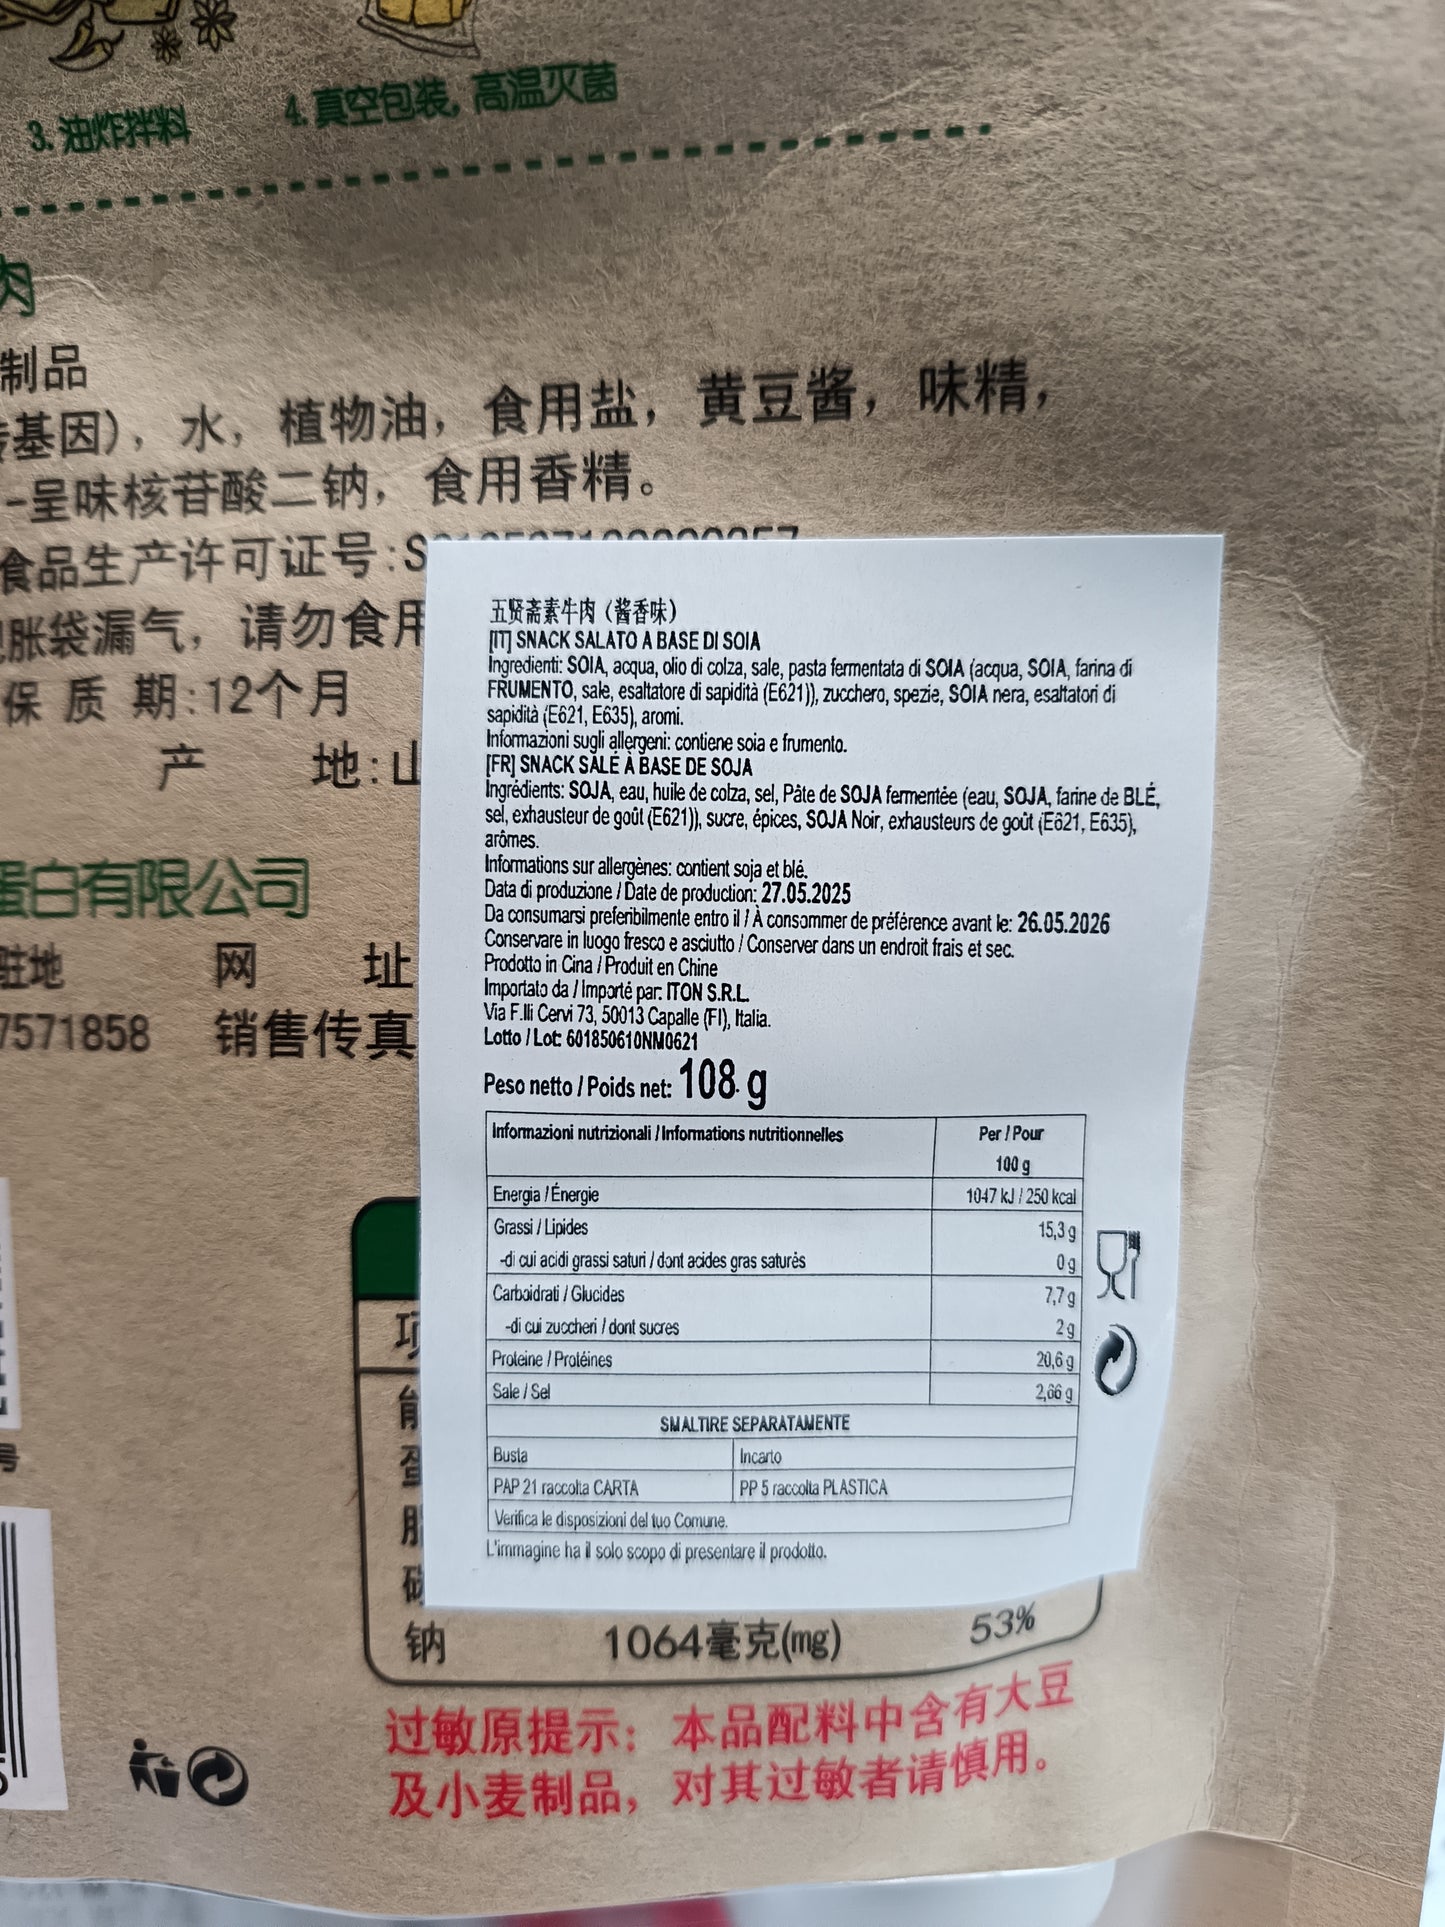 3.油炸拌料
4.真空包装,高温灭菌
肉
制品
基因),水,植物油,食用盐,黄豆酱,味精,
-呈味核苷酸二钠,食用香精。
食品生产许可证号:S
胀袋漏气,请勿食用
保质期:12个月
产 地:山
蛋白有限公司
驻地 网 址
7571858 销售传真
五贤斋素牛肉（酱香味）
[IT] SNACK SALATO A BASE DI SOIA
Ingredienti: SOIA, acqua, olio di colza, sale, pasta fermentata di SOIA (acqua, SOIA, farina di
FRUMENTO, sale, esaltatore di sapidità (E621)), zucchero, spezie, SOIA nera, esaltatori di
sapidità (E621, E635), aromi.
Informazioni sugli allergeni: contiene soia e frumento.
[FR] SNACK SALÉ À BASE DE SOJA
Ingrédients: SOJA, eau, huile de colza, sel, Pâte de SOJA fermentée (eau, SOJA, farine de BLÉ,
sel, exhausteur de goût (E621)), sucre, épices, SOJA Noir, exhausteurs de goût (E621, E635),
arômes.
Informations sur allergènes: contient soja et blé.
Data di produzione / Date de production: 27.05.2025
Da consumarsi preferibilmente entro il / À consommer de préférence avant le: 26.05.2026
Conservare in luogo fresco e asciutto / Conserver dans un endroit frais et sec.
Prodotto in Cina / Produit en Chine
Importato da / Importé par: ITON S.R.L.
Via F.lli Cervi 73, 50013 Capalle (FI), Italia.
Lotto / Lot: 601850610NM0621
Peso netto / Poids net: 108 g
Informazioni nutrizionali / Informations nutritionnelles Per / Pour
100 g
Energia / Énergie 1047 kJ / 250 kcal
Grassi / Lipides 15,3 g
-di cui acidi grassi saturi / dont acides gras saturés 0 g
Carboidrati / Glucides 7,7 g
-di cui zuccheri / dont sucres 2 g
Proteine / Protéines 20,6 g
Sale / Sel 2,66 g
SMALTIRE SEPARATAMENTE
Busta Incarto
PAP 21 raccolta CARTA PP 5 raccolta PLASTICA
Verifica le disposizioni del tuo Comune.
L'immagine ha il solo scopo di presentare il prodotto.
钠 1064毫克(mg) 53%
过敏原提示：本品配料中含有大豆
及小麦制品，对其过敏者请慎用。